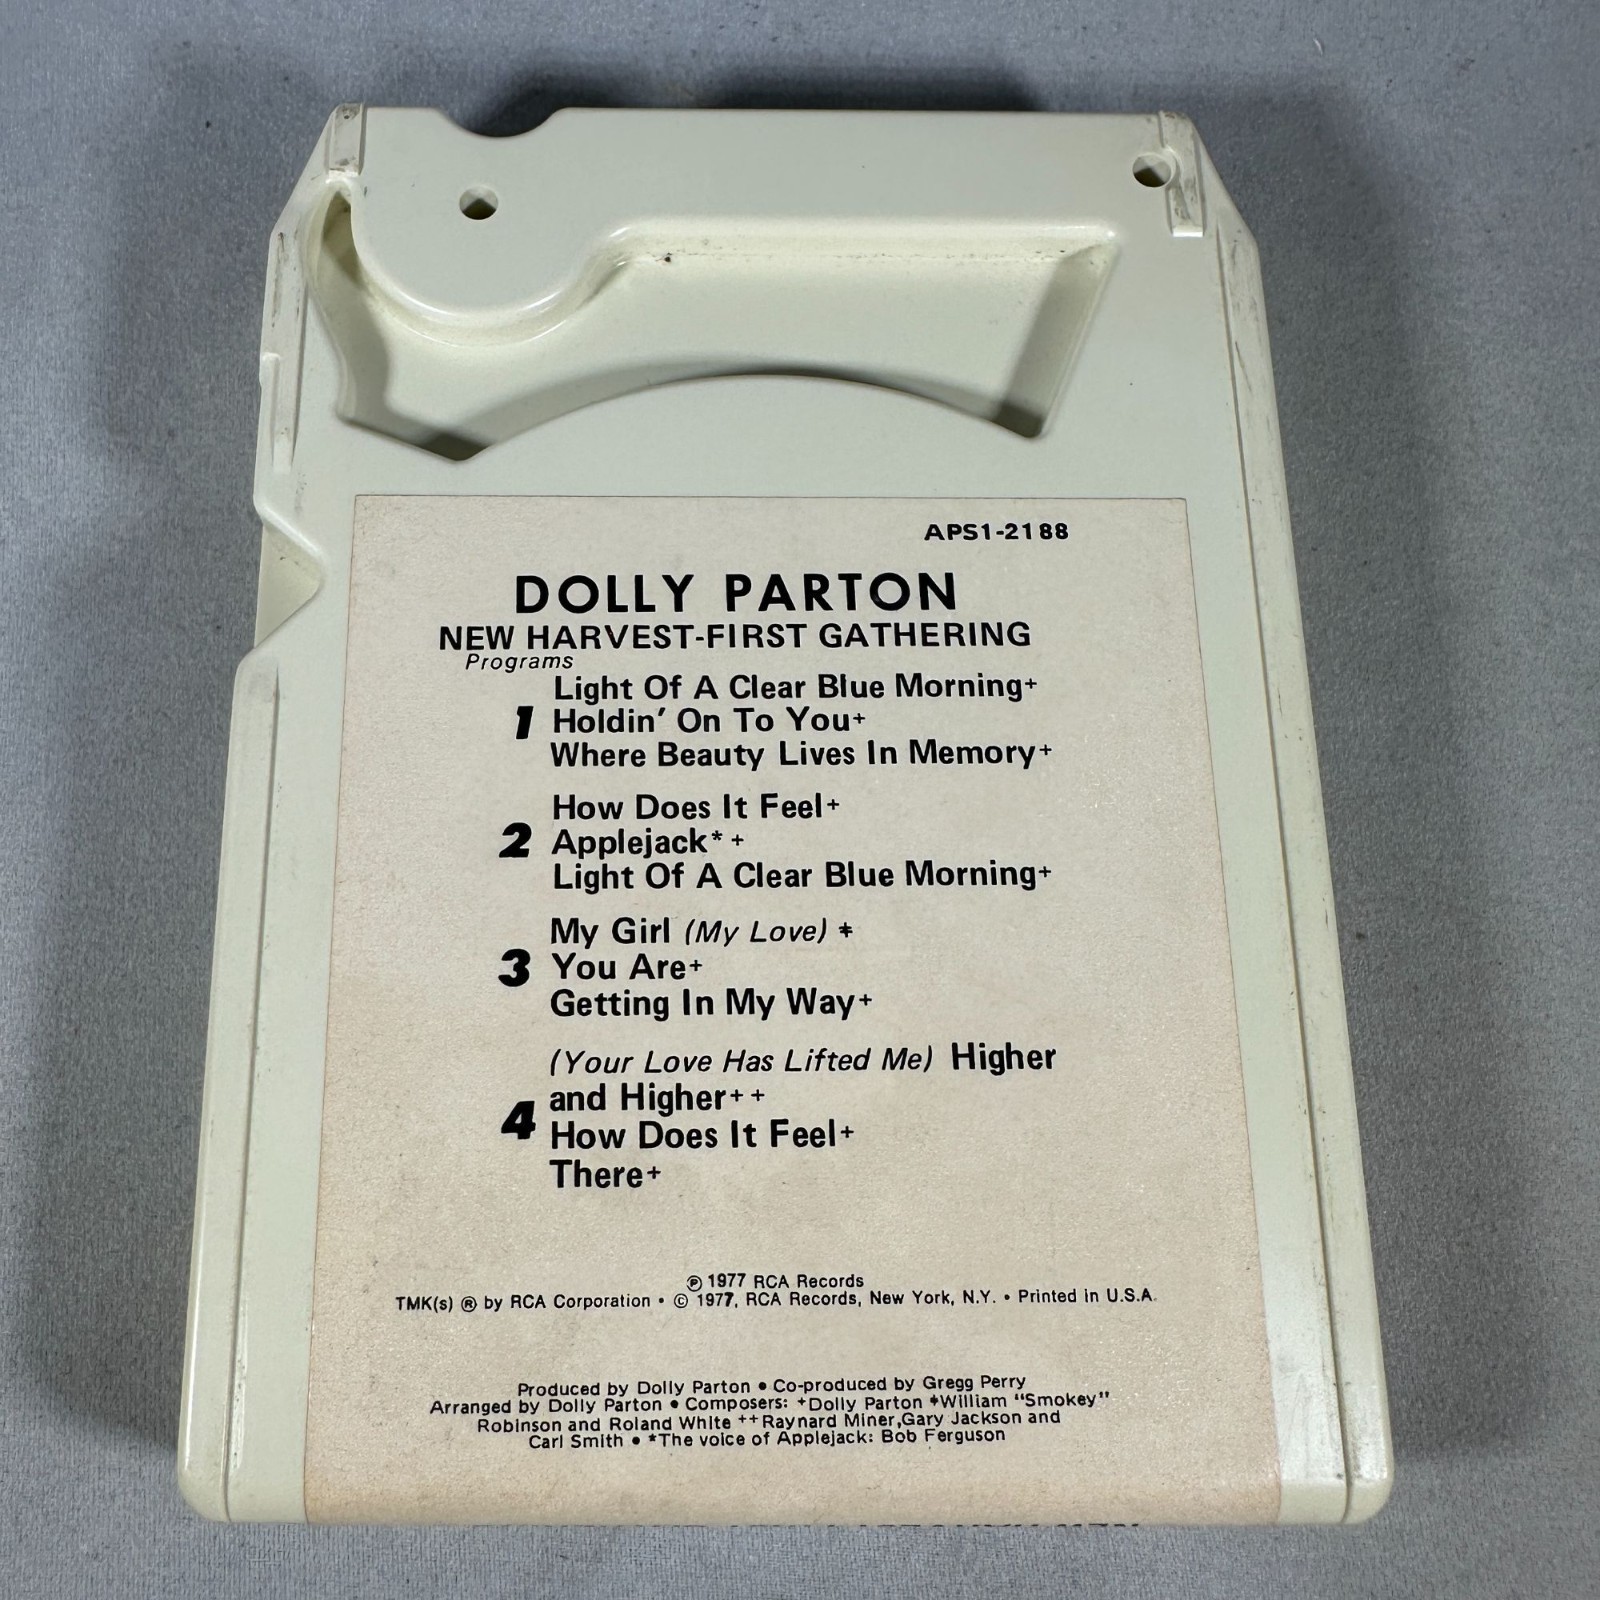 APS1-2188
DOLLY PARTON
NEW HARVEST-FIRST GATHERING
Programs
Light Of A Clear Blue Morning+
1 Holdin' On To You+
Where Beauty Lives In Memory+
How Does It Feel+
2 Applejack* +
Light Of A Clear Blue Morning+
My Girl (My Love) ‡
3 You Are+
Getting In My Way+
(Your Love Has Lifted Me) Higher
and Higher++
4 How Does It Feel+
There+
℗ 1977 RCA Records
TMK(s) ® by RCA Corporation • © 1977, RCA Records, New York, N.Y. • Printed in U.S.A.
Produced by Dolly Parton • Co-produced by Gregg Perry
Arranged by Dolly Parton • Composers: +Dolly Parton ‡William "Smokey"
Robinson and Roland White ++Raynard Miner,Gary Jackson and
Carl Smith • *The voice of Applejack: Bob Ferguson